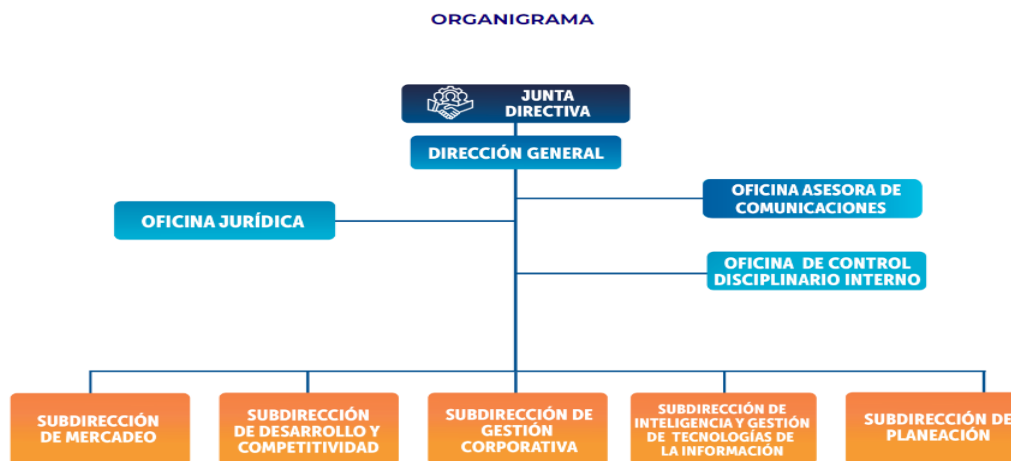 ORGANIGRAMA
JUNTA
DIRECTIVA
DIRECCIÓN GENERAL
OFICINA ASESORA DE
COMUNICACIONES
OFICINA JURÍDICA
OFICINA DE CONTROL
DISCIPLINARIO INTERNO
SUBDIRECCIÓN
DE MERCADEO
SUBDIRECCIÓN
DE DESARROLLO Y
COMPETITIVIDAD
SUBDIRECCIÓN DE
GESTIÓN
CORPORATIVA
SUBDIRECCIÓN DE
INTELIGENCIA Y GESTIÓN
DE TECNOLOGÍAS DE
LA INFORMACIÓN
SUBDIRECCIÓN DE
PLANEACIÓN